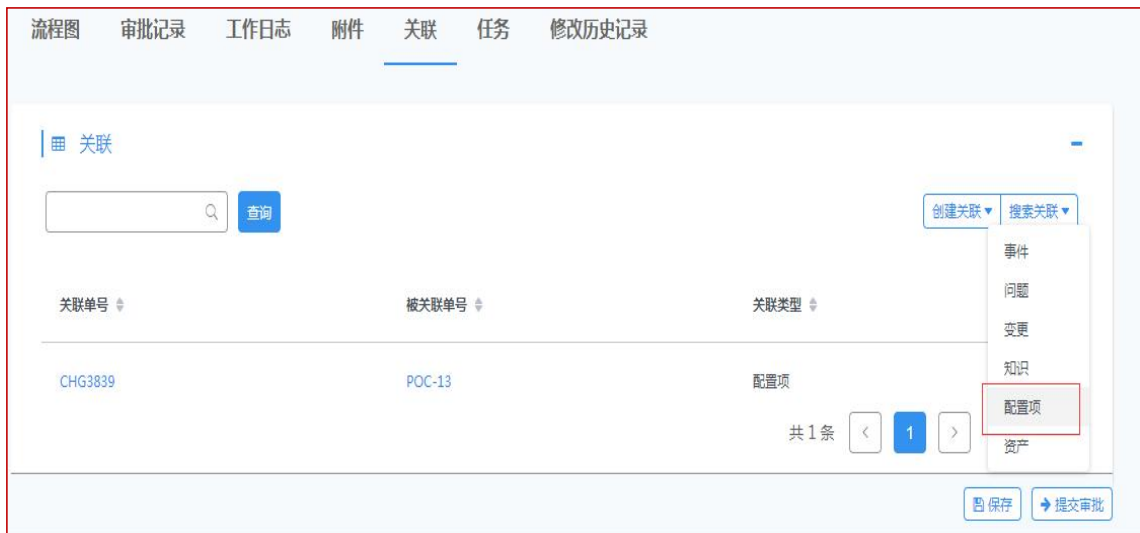 流程图 审批记录 工作日志 附件 关联 任务 修改历史记录
关联
查询 创建关联 搜索关联
事件
问题
变更
知识
配置项
资产
关联单号 被关联单号 关联类型
CHG3839 POC-13 配置项
共1条 < 1 >
保存 提交审批